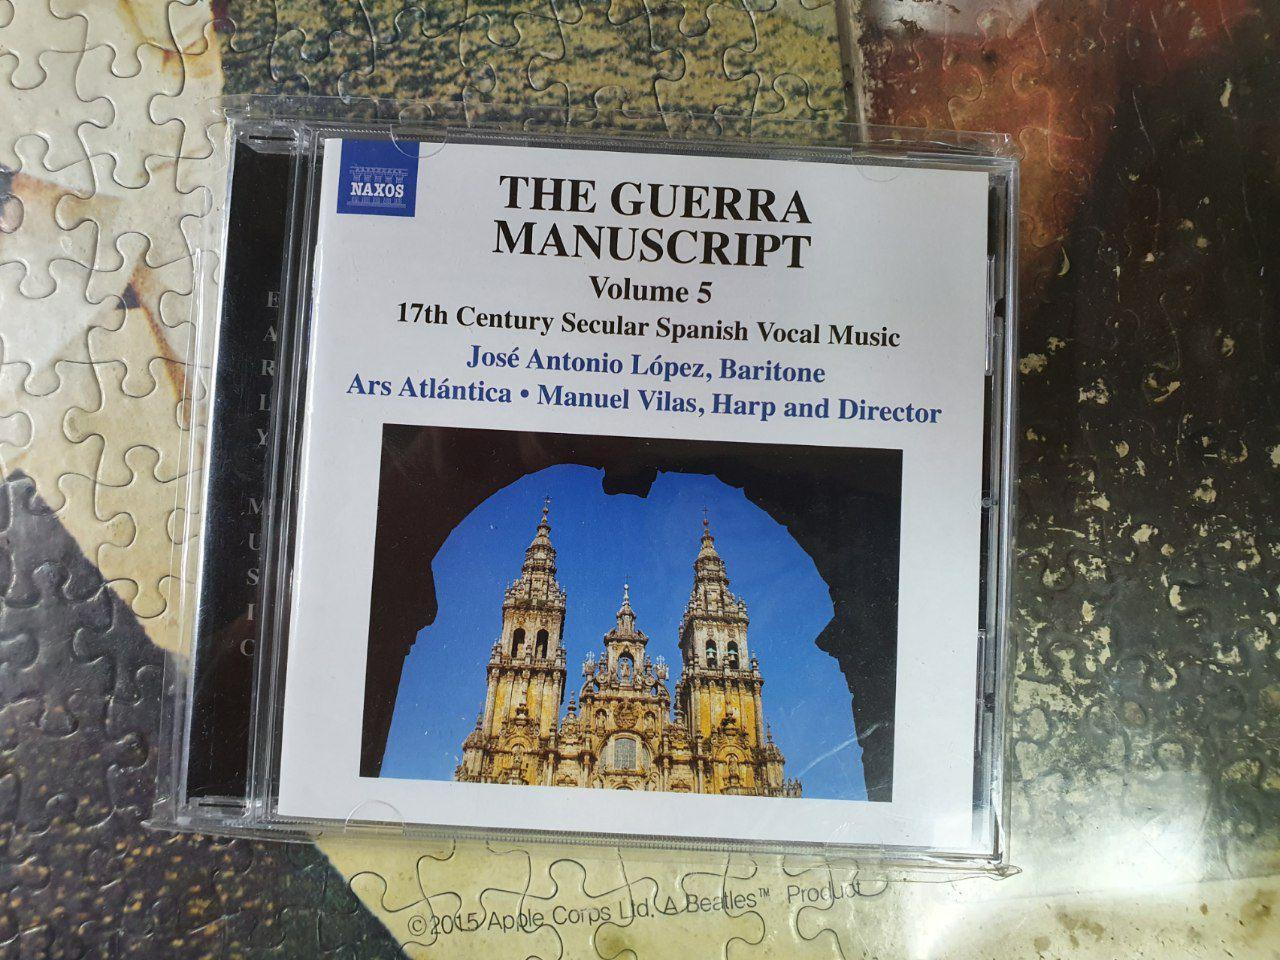 NAXOS
THE GUERRA
MANUSCRIPT
Volume 5
17th Century Secular Spanish Vocal Music
José Antonio López, Baritone
Ars Atlántica • Manuel Vilas, Harp and Director
EARLY MUSIC
©2015 Apple Corps Ltd. A Beatles™ Product